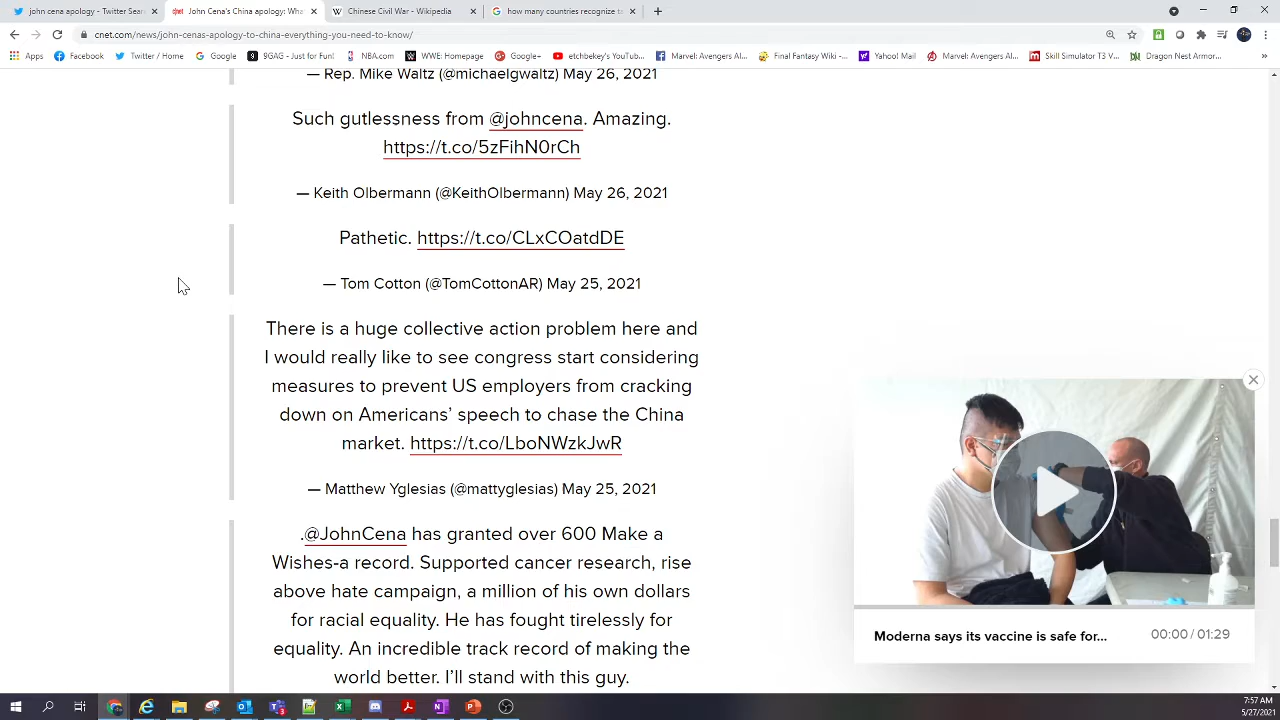 john cena apology - Twitter Sear
John Cena's China apology: Wha
Chinese Civil War - Wikipedia
how many countries recognize t
cnet.com/news/john-cenas-apology-to-china-everything-you-need-to-know/
Apps
Facebook
Twitter / Home
Google
9GAG - Just for Fun!
NBA.com
WWE: Home page
Google+
etchbekey's YouTub...
Marvel: Avengers Al...
Final Fantasy Wiki -...
Yahoo! Mail
Marvel: Avengers Al...
Skill Simulator T3 V...
Dragon Nest Armor...
»
— Rep. Mike Waltz (@michaelgwaltz) May 26, 2021
Such gutlessness from @johncena. Amazing.
https://t.co/5zFihN0rCh
— Keith Olbermann (@KeithOlbermann) May 26, 2021
Pathetic. https://t.co/CLxCOatdDE
— Tom Cotton (@TomCottonAR) May 25, 2021
There is a huge collective action problem here and
I would really like to see congress start considering
measures to prevent US employers from cracking
down on Americans’ speech to chase the China
market. https://t.co/LboNWzkJwR
— Matthew Yglesias (@mattyglesias) May 25, 2021
.@JohnCena has granted over 600 Make a
Wishes-a record. Supported cancer research, rise
above hate campaign, a million of his own dollars
for racial equality. He has fought tirelessly for
equality. An incredible track record of making the
world better. I’ll stand with this guy.
Moderna says its vaccine is safe for...
00:00 / 01:29
7:57 AM
5/27/2021